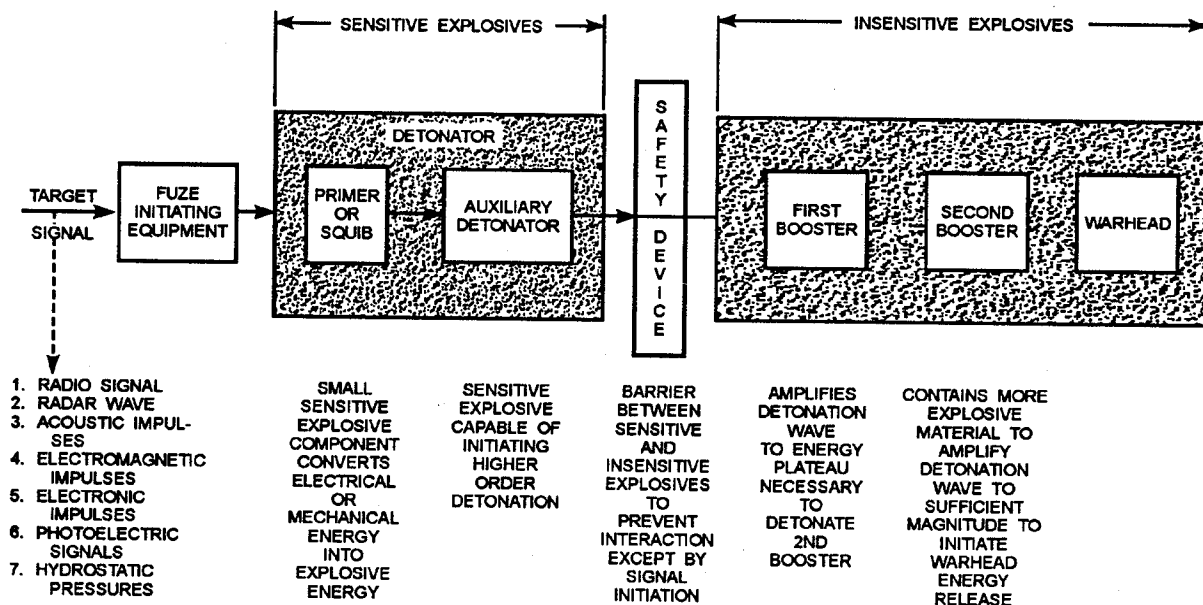 SENSITIVE EXPLOSIVES
INSENSITIVE EXPLOSIVES
TARGET
SIGNAL
FUZE
INITIATING
EQUIPMENT
DETONATOR
PRIMER
OR
SQUIB
AUXILIARY
DETONATOR
SAFETY DEVICE
FIRST
BOOSTER
SECOND
BOOSTER
WARHEAD
1. RADIO SIGNAL
2. RADAR WAVE
3. ACOUSTIC IMPUL-
SES
4. ELECTROMAGNETIC
IMPULSES
5. ELECTRONIC
IMPULSES
6. PHOTOELECTRIC
SIGNALS
7. HYDROSTATIC
PRESSURES
SMALL
SENSITIVE
EXPLOSIVE
COMPONENT
CONVERTS
ELECTRICAL
OR
MECHANICAL
ENERGY
INTO
EXPLOSIVE
ENERGY
SENSITIVE
EXPLOSIVE
CAPABLE OF
INITIATING
HIGHER
ORDER
DETONATION
BARRIER
BETWEEN
SENSITIVE
AND
INSENSITIVE
EXPLOSIVES
TO
PREVENT
INTERACTION
EXCEPT BY
SIGNAL
INITIATION
AMPLIFIES
DETONATION
WAVE
TO ENERGY
PLATEAU
NECESSARY
TO
DETONATE
2ND
BOOSTER
CONTAINS MORE
EXPLOSIVE
MATERIAL TO
AMPLIFY
DETONATION
WAVE TO
SUFFICIENT
MAGNITUDE TO
INITIATE
WARHEAD
ENERGY
RELEASE